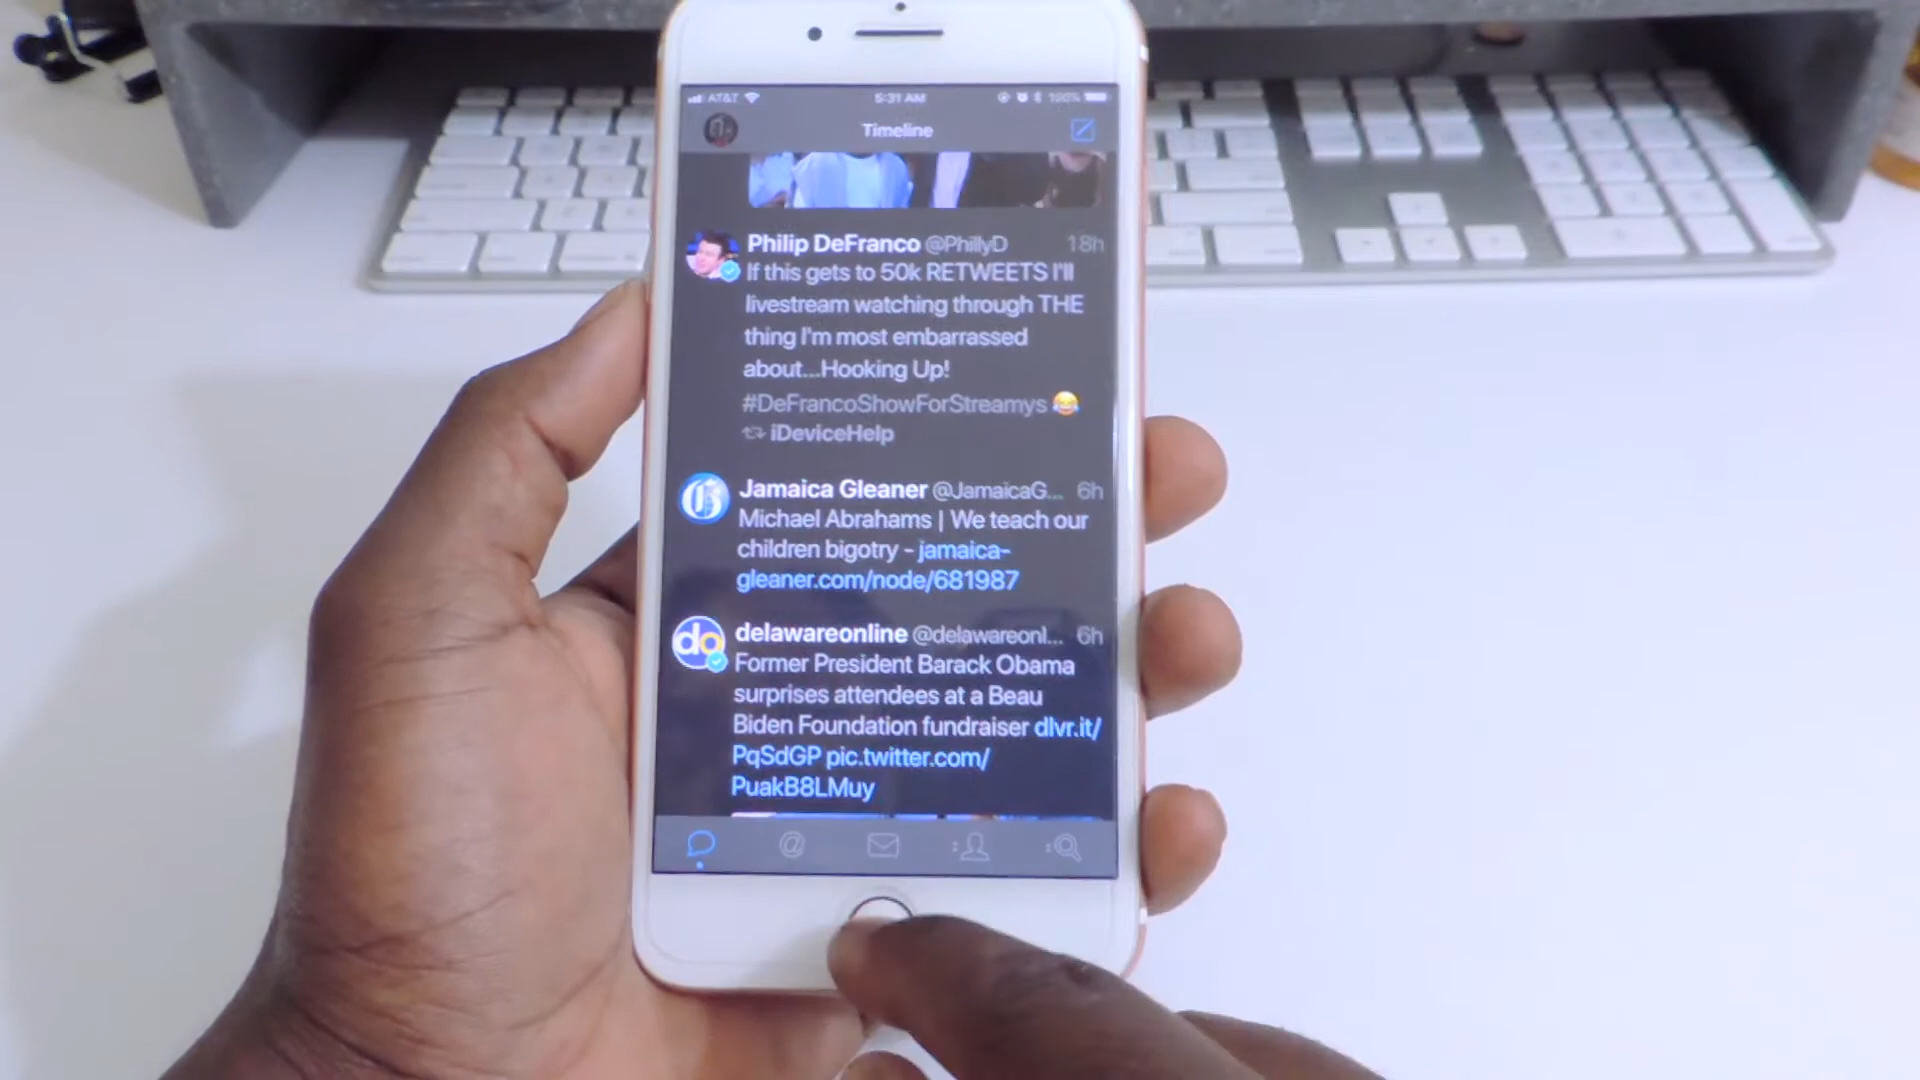 AT&T 5:31 AM 100%
Timeline
Philip DeFranco @PhillyD 18h
If this gets to 50k RETWEETS I'll
livestream watching through THE
thing I'm most embarrassed
about...Hooking Up!
#DeFrancoShowForStreamys 😂
iDeviceHelp
Jamaica Gleaner @JamaicaG... 6h
Michael Abrahams | We teach our
children bigotry - jamaica-
gleaner.com/node/681987
do
delawareonline @delawareonl... 6h
Former President Barack Obama
surprises attendees at a Beau
Biden Foundation fundraiser dlvr.it/
PqSdGP pic.twitter.com/
PuakB8LMuy